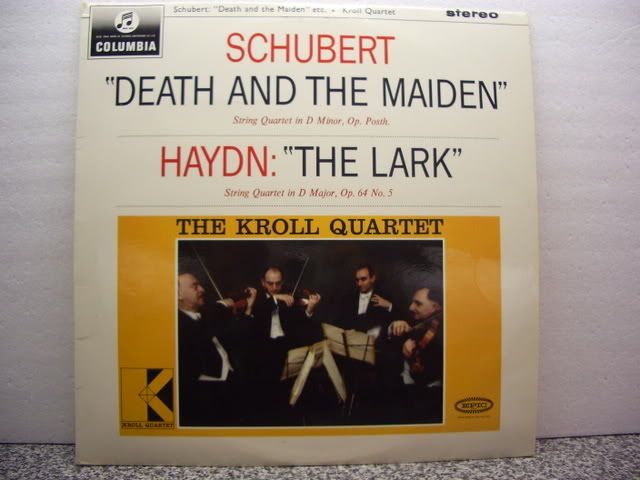 Schubert: "Death and the Maiden" etc. • Kroll Quartet
stereo
COLUMBIA
SCHUBERT
"DEATH AND THE MAIDEN"
String Quartet in D Minor, Op. Posth.
HAYDN: "THE LARK"
String Quartet in D Major, Op. 64 No. 5
THE KROLL QUARTET
K
KROLL QUARTET
EPIC